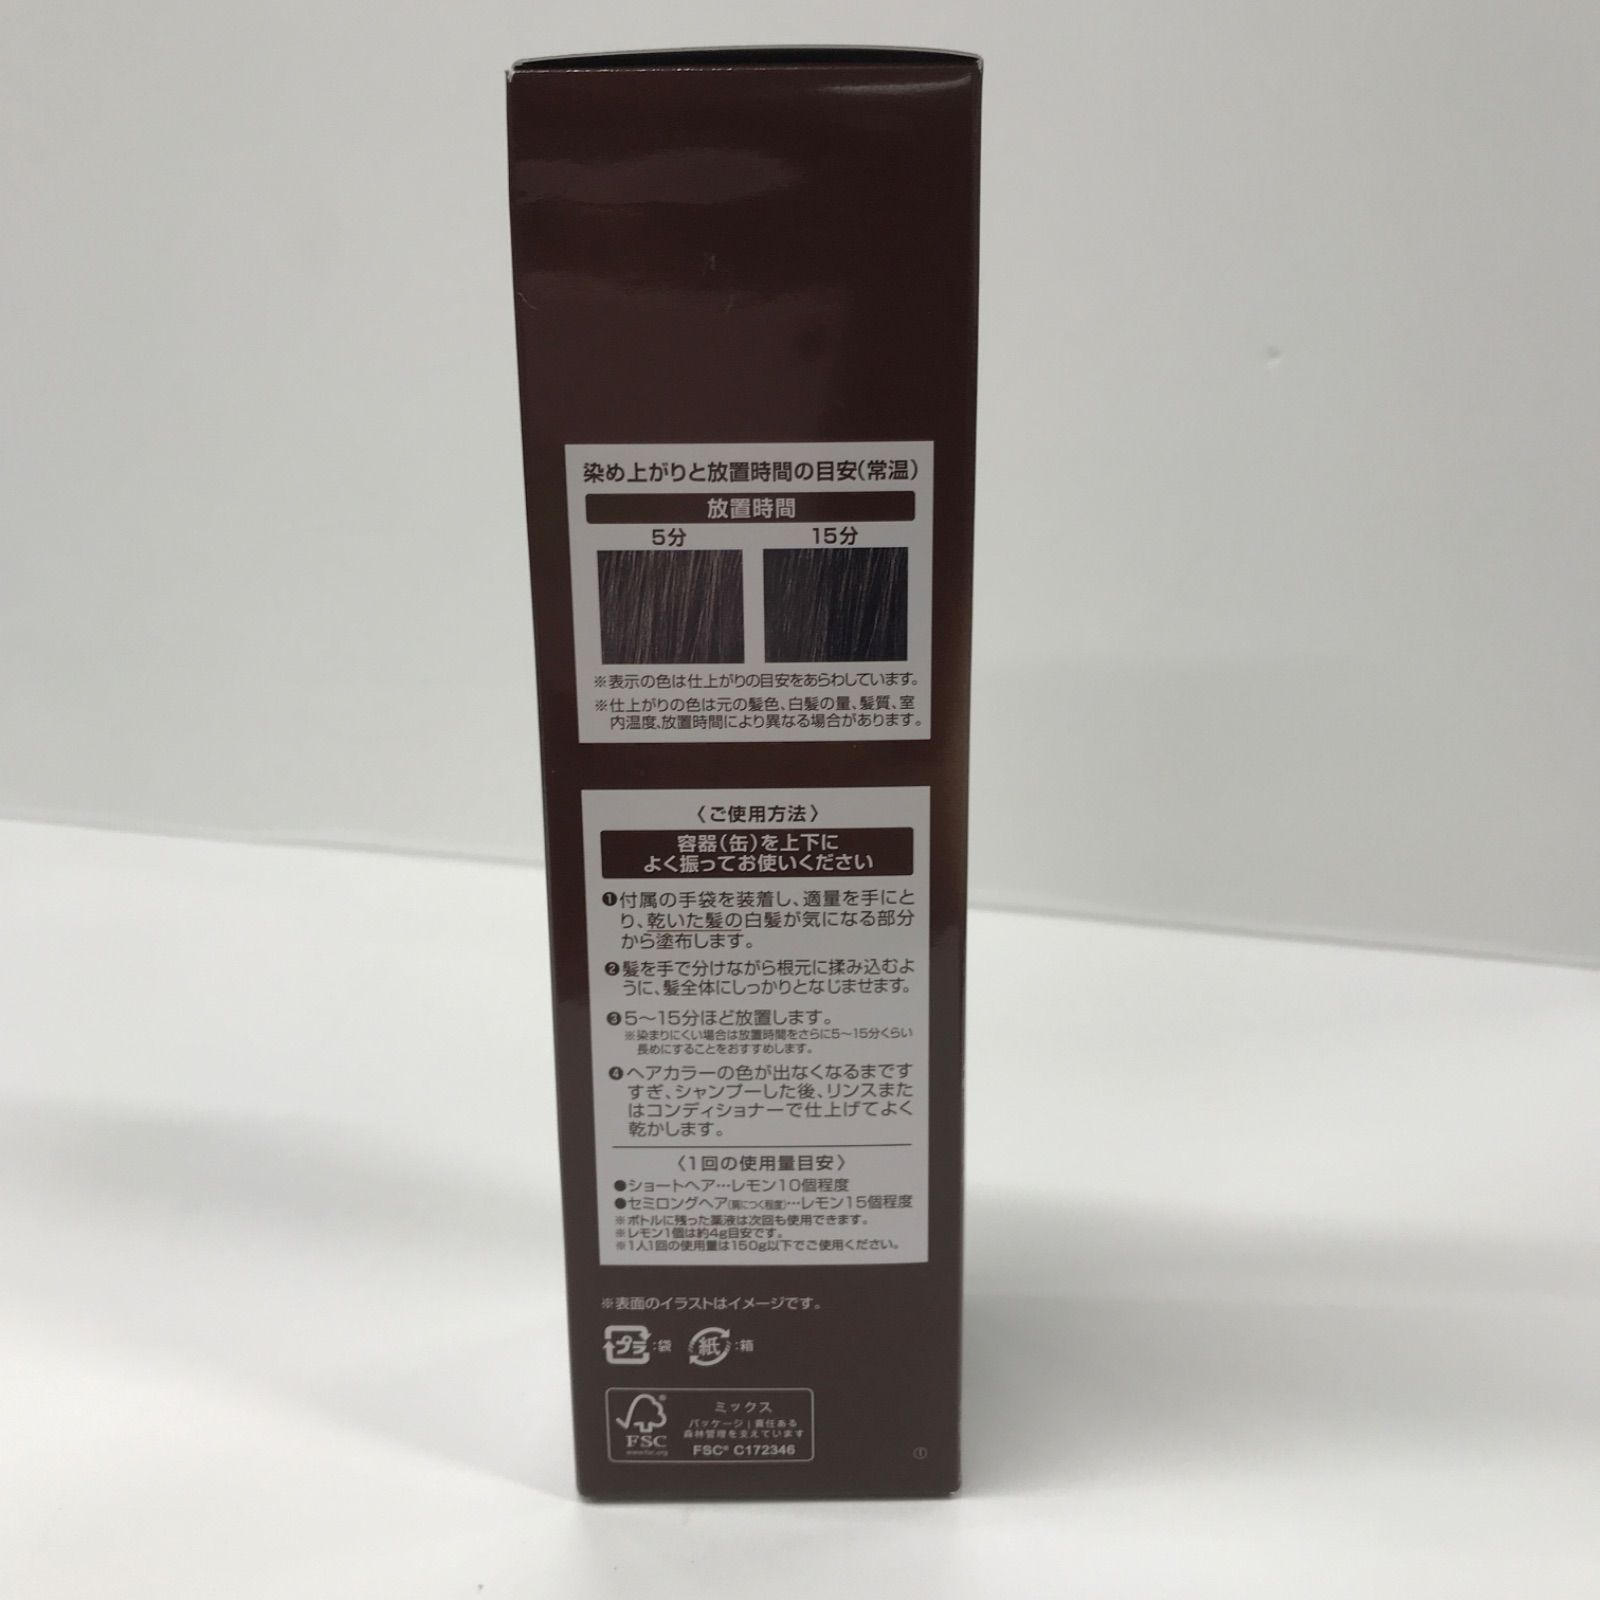 染め上がりと放置時間の目安(常温)
放置時間
5分 15分
※表示の色は仕上がりの目安をあらわしています。
※仕上がりの色は元の髪色、白髪の量、髪質、室
内温度、放置時間により異なる場合があります。
〈ご使用方法〉
容器(缶)を上下に
よく振ってお使いください
❶付属の手袋を装着し、適量を手にと
り、乾いた髪の白髪が気になる部分
から塗布します。
❷髪を手で分けながら根元に揉み込むよ
うに、髪全体にしっかりとなじませます。
❸5〜15分ほど放置します。
※染まりにくい場合は放置時間をさらに5〜15分くらい
長めにすることをおすすめします。
❹ヘアカラーの色が出なくなるまです
すぎ、シャンプーした後、リンスまた
はコンディショナーで仕上げてよく
乾かします。
〈1回の使用量目安〉
●ショートヘア…レモン10個程度
●セミロングヘア(肩につく程度)…レモン15個程度
※ボトルに残った薬液は次回も使用できます。
※レモン1個は約4g目安です。
※1人1回の使用量は150g以下でご使用ください。
※表面のイラストはイメージです。
プラ:袋 紙:箱
ミックス
パッケージ|責任ある
森林管理を支えています
FSC® C172346
®
FSC
www.fsc.org
①